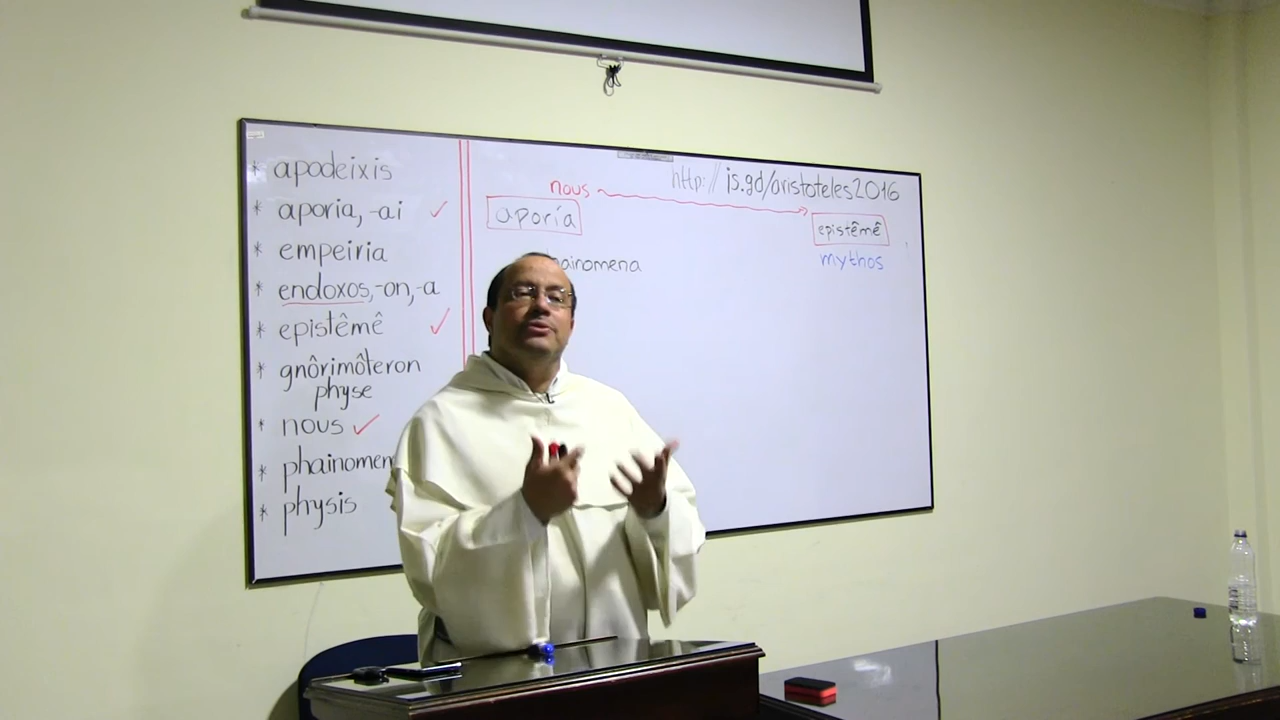 * apodeixis
* aporia, -ai ✓
* empeiria
* endoxos, -on, -a
* epistêmê ✓
* gnôrimôteron
physe
* nous ✓
* phainomen
* physis
http:// is.gd/aristoteles2016
nous
aporía
epistêmê
hainomena
mythos